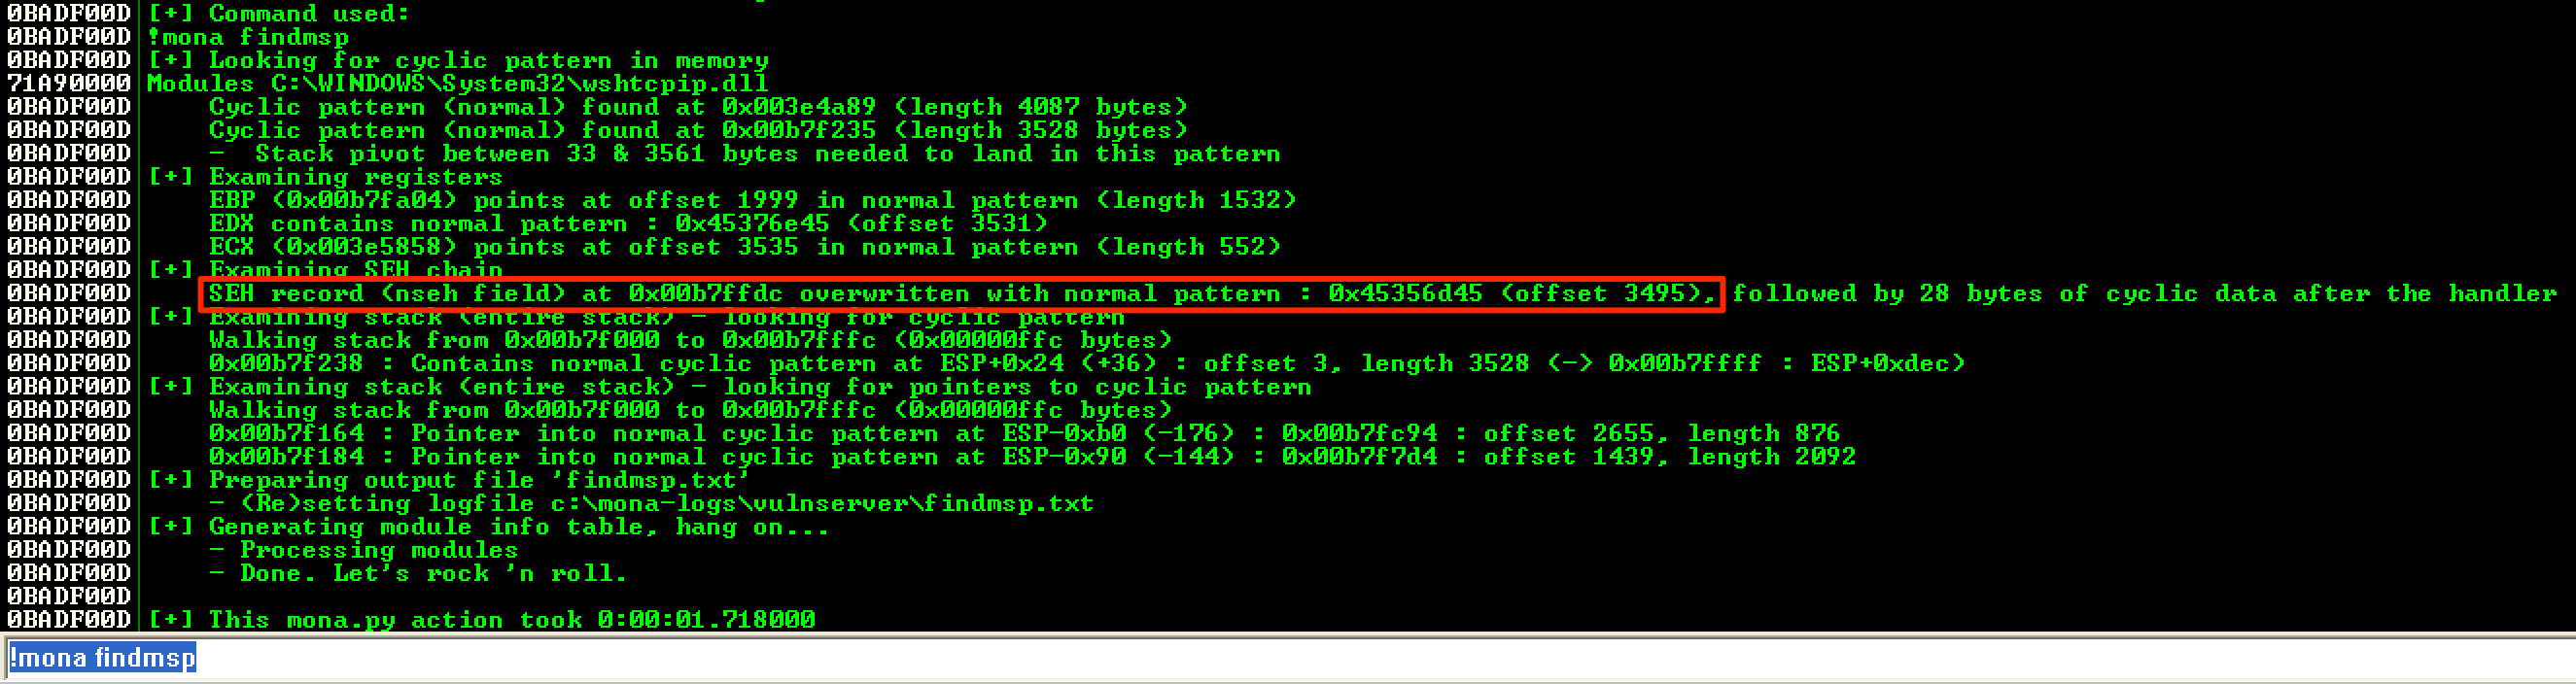 0BADF00D [+] Command used:
0BADF00D !mona findmsp
0BADF00D [+] Looking for cyclic pattern in memory
71A90000 Modules C:\WINDOWS\System32\wshtcpip.dll
0BADF00D Cyclic pattern (normal) found at 0x003e4a89 (length 4087 bytes)
0BADF00D Cyclic pattern (normal) found at 0x00b7f235 (length 3528 bytes)
0BADF00D - Stack pivot between 33 & 3561 bytes needed to land in this pattern
0BADF00D [+] Examining registers
0BADF00D EBP (0x00b7fa04) points at offset 1999 in normal pattern (length 1532)
0BADF00D EDX contains normal pattern : 0x45376e45 (offset 3531)
0BADF00D ECX (0x003e5858) points at offset 3535 in normal pattern (length 552)
0BADF00D [+] Examining SEH chain
0BADF00D SEH record (nseh field) at 0x00b7ffdc overwritten with normal pattern : 0x45356d45 (offset 3495), followed by 28 bytes of cyclic data after the handler
0BADF00D [+] Examining stack (entire stack) - looking for cyclic pattern
0BADF00D Walking stack from 0x00b7f000 to 0x00b7fffc (0x00000ffc bytes)
0BADF00D 0x00b7f238 : Contains normal cyclic pattern at ESP+0x24 (+36) : offset 3, length 3528 (-> 0x00b7ffff : ESP+0xdec)
0BADF00D [+] Examining stack (entire stack) - looking for pointers to cyclic pattern
0BADF00D Walking stack from 0x00b7f000 to 0x00b7fffc (0x00000ffc bytes)
0BADF00D 0x00b7f164 : Pointer into normal cyclic pattern at ESP-0xb0 (-176) : 0x00b7fc94 : offset 2655, length 876
0BADF00D 0x00b7f184 : Pointer into normal cyclic pattern at ESP-0x90 (-144) : 0x00b7f7d4 : offset 1439, length 2092
0BADF00D [+] Preparing output file 'findmsp.txt'
0BADF00D - (Re)setting logfile c:\mona-logs\vulnserver\findmsp.txt
0BADF00D [+] Generating module info table, hang on...
0BADF00D - Processing modules
0BADF00D - Done. Let's rock 'n roll.
0BADF00D
0BADF00D [+] This mona.py action took 0:00:01.718000
!mona findmsp